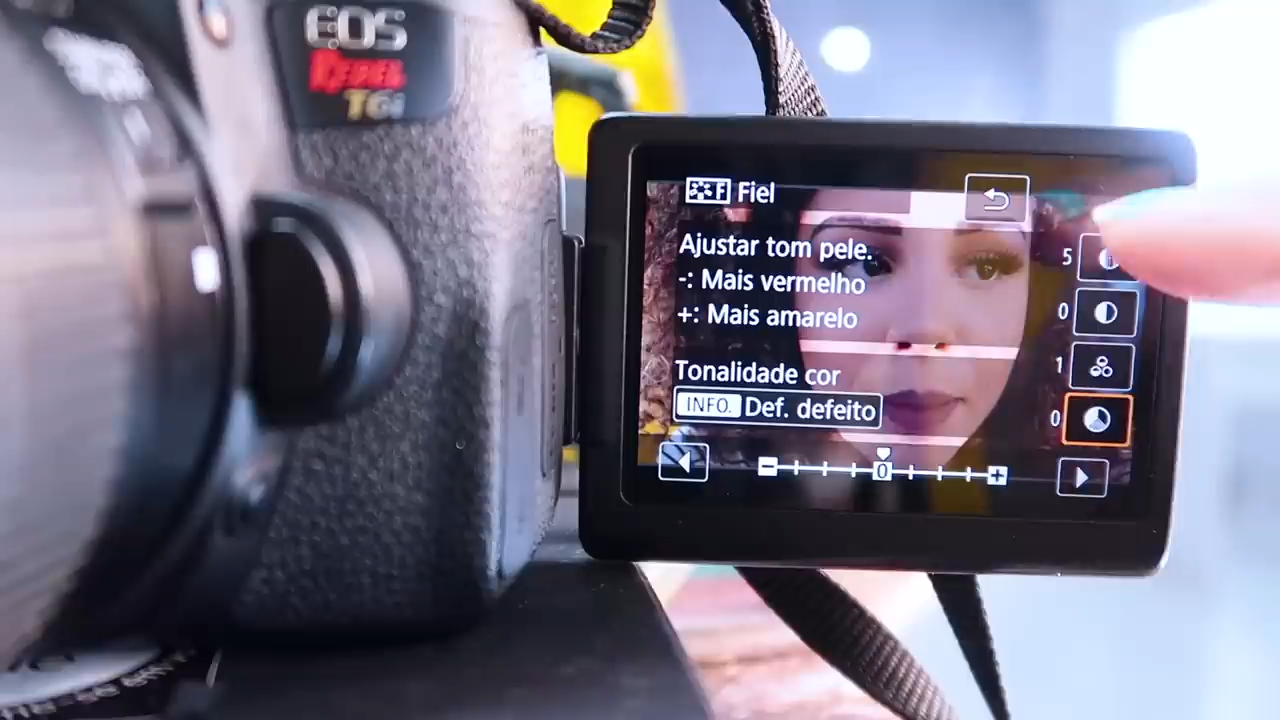 EOS
REBEL
T6i
F Fiel
Ajustar tom pele.
-: Mais vermelho
+: Mais amarelo
Tonalidade cor
INFO. Def. defeito
5
0
1
0
0